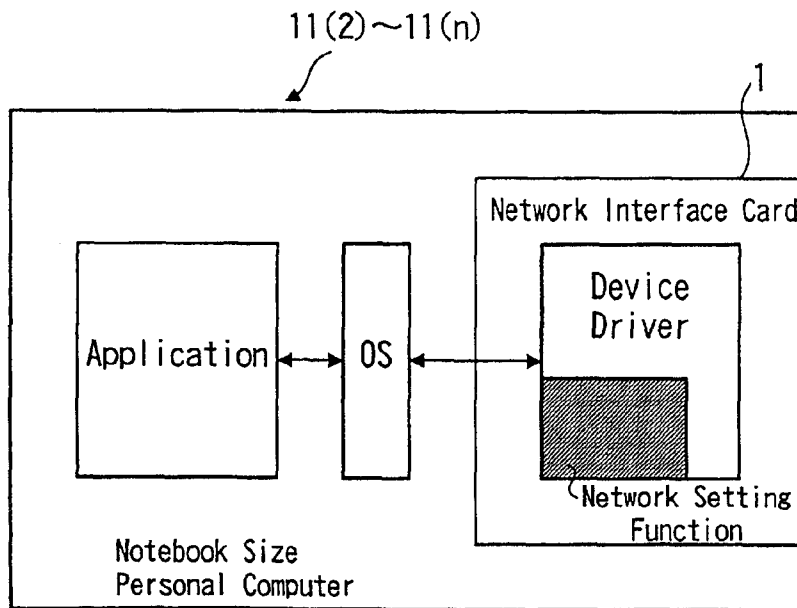 11(2)～11(n)
1
Network Interface Card
Device
Driver
Application
OS
Network Setting
Function
Notebook Size
Personal Computer